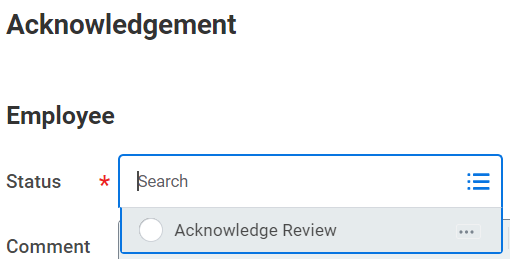 Acknowledgement
Employee
Status *
Search
Acknowledge Review
Comment